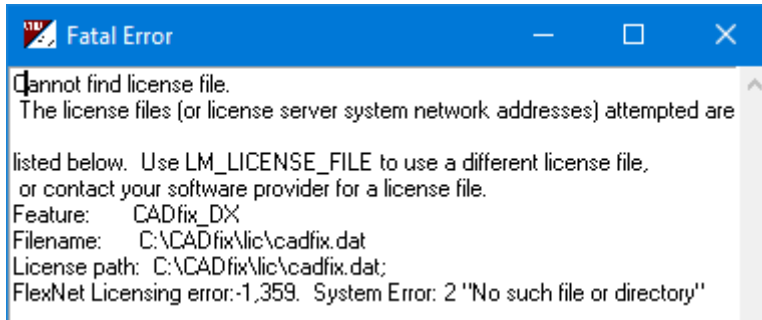 Fatal Error
Cannot find license file.
The license files (or license server system network addresses) attempted are
listed below. Use LM_LICENSE_FILE to use a different license file,
or contact your software provider for a license file.
Feature: CADfix_DX
Filename: C:\CADfix\lic\cadfix.dat
License path: C:\CADfix\lic\cadfix.dat;
FlexNet Licensing error:-1,359. System Error: 2 "No such file or directory"